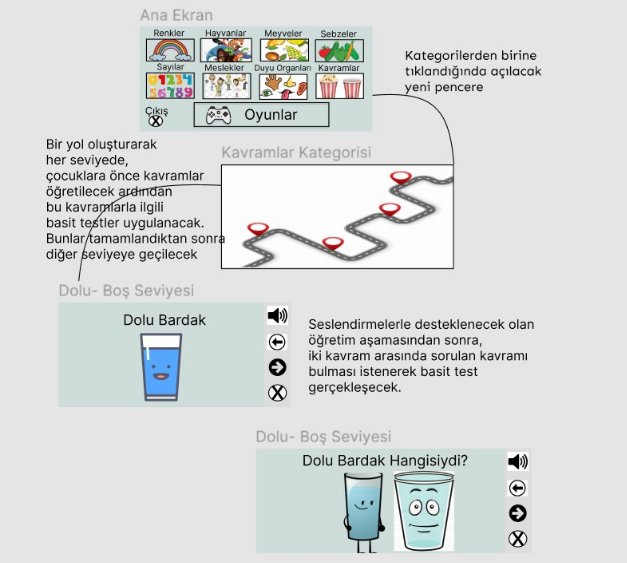 Ana Ekran
Renkler Hayvanlar Meyveler Sebzeler
Sayılar Meslekler Duyu Organları Kavramlar
Çıkış
Oyunlar
Kategorilerden birine
tıklandığında açılacak
yeni pencere
Bir yol oluşturarak
her seviyede,
çocuklara önce kavramlar
öğretilecek ardından
bu kavramlarla ilgili
basit testler uygulanacak.
Bunlar tamamlandıktan sonra
diğer seviyeye geçilecek
Kavramlar Kategorisi
Dolu- Boş Seviyesi
Dolu Bardak
Seslendirmelerle desteklenecek olan
öğretim aşamasından sonra,
iki kavram arasında sorulan kavramı
bulması istenerek basit test
gerçekleşecek.
Dolu- Boş Seviyesi
Dolu Bardak Hangisiydi?